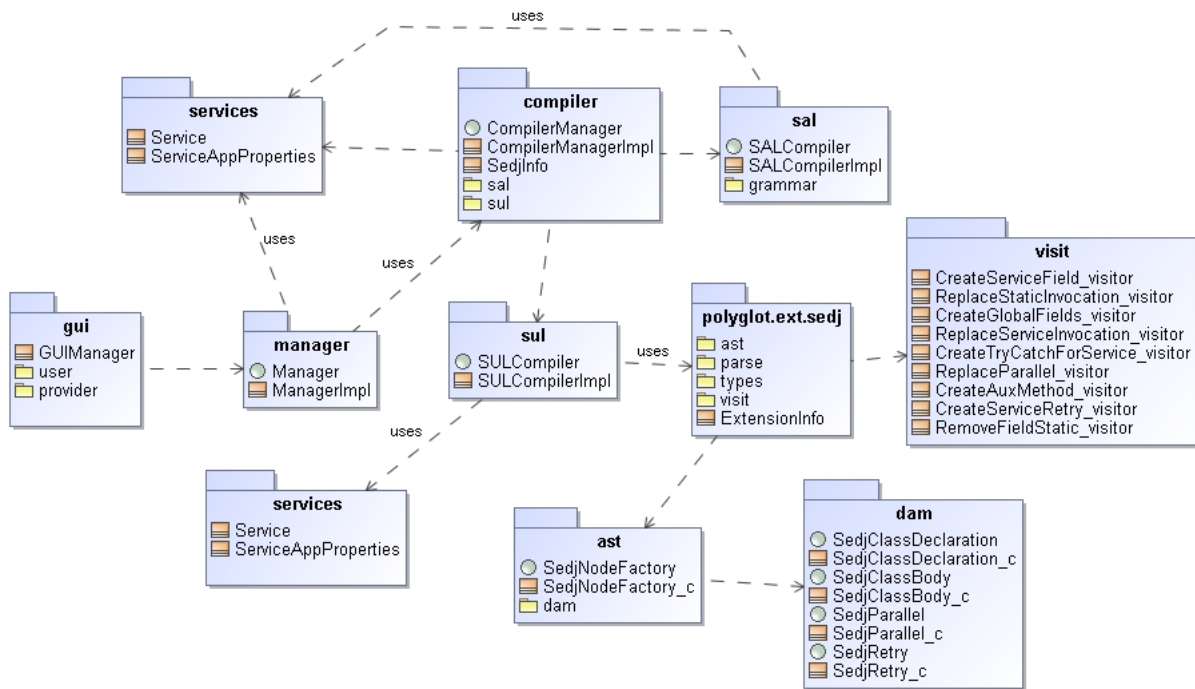 uses
services
Service
ServiceAppProperties
compiler
CompilerManager
CompilerManagerImpl
SedjInfo
sal
sul
sal
SALCompiler
SALCompilerImpl
grammar
uses
uses
visit
CreateServiceField_visitor
ReplaceStaticInvocation_visitor
CreateGlobalFields_visitor
ReplaceServiceInvocation_visitor
CreateTryCatchForService_visitor
ReplaceParallel_visitor
CreateAuxMethod_visitor
CreateServiceRetry_visitor
RemoveFieldStatic_visitor
gui
GUIManager
user
provider
manager
Manager
ManagerImpl
sul
SULCompiler
SULCompilerImpl
uses
polyglot.ext.sedj
ast
parse
types
visit
ExtensionInfo
uses
services
Service
ServiceAppProperties
ast
SedjNodeFactory
SedjNodeFactory_c
dam
dam
SedjClassDeclaration
SedjClassDeclaration_c
SedjClassBody
SedjClassBody_c
SedjParallel
SedjParallel_c
SedjRetry
SedjRetry_c